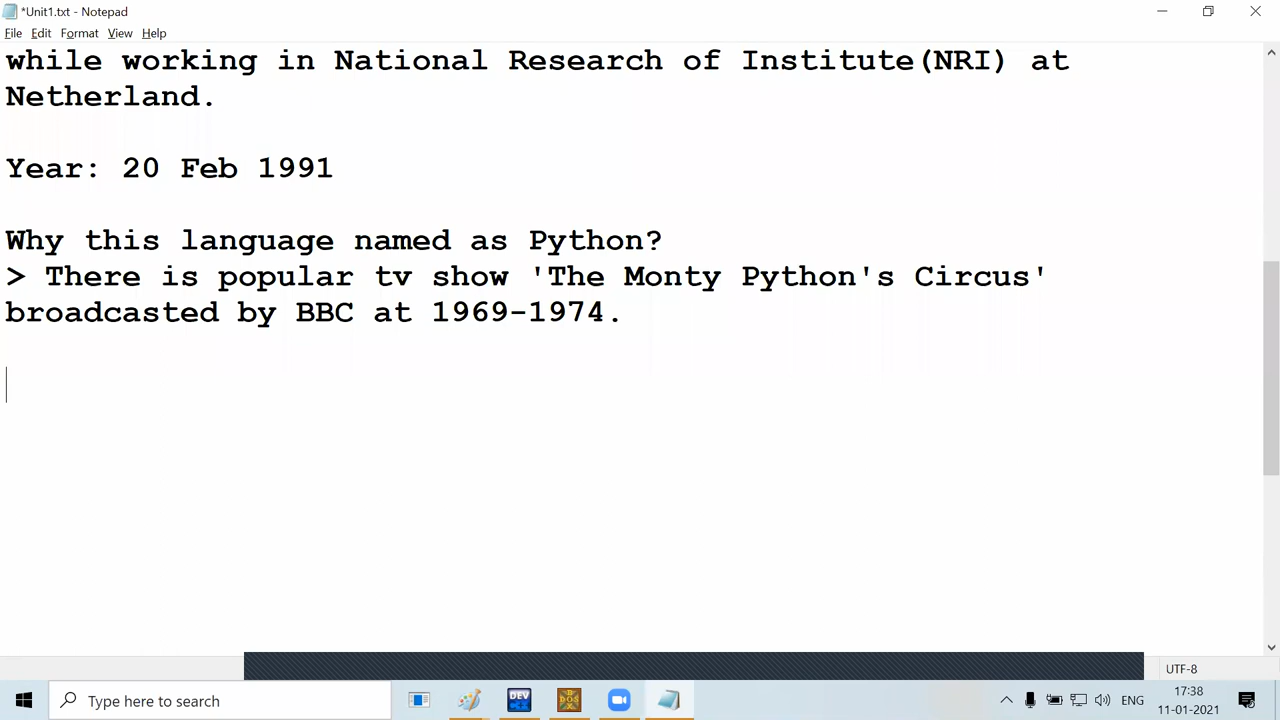 *Unit1.txt - Notepad
File Edit Format View Help
while working in National Research of Institute(NRI) at
Netherland.
Year: 20 Feb 1991
Why this language named as Python?
> There is popular tv show 'The Monty Python's Circus'
broadcasted by BBC at 1969-1974.
UTF-8
Type here to search
DEV
DOS
ENG
17:38
11-01-2021